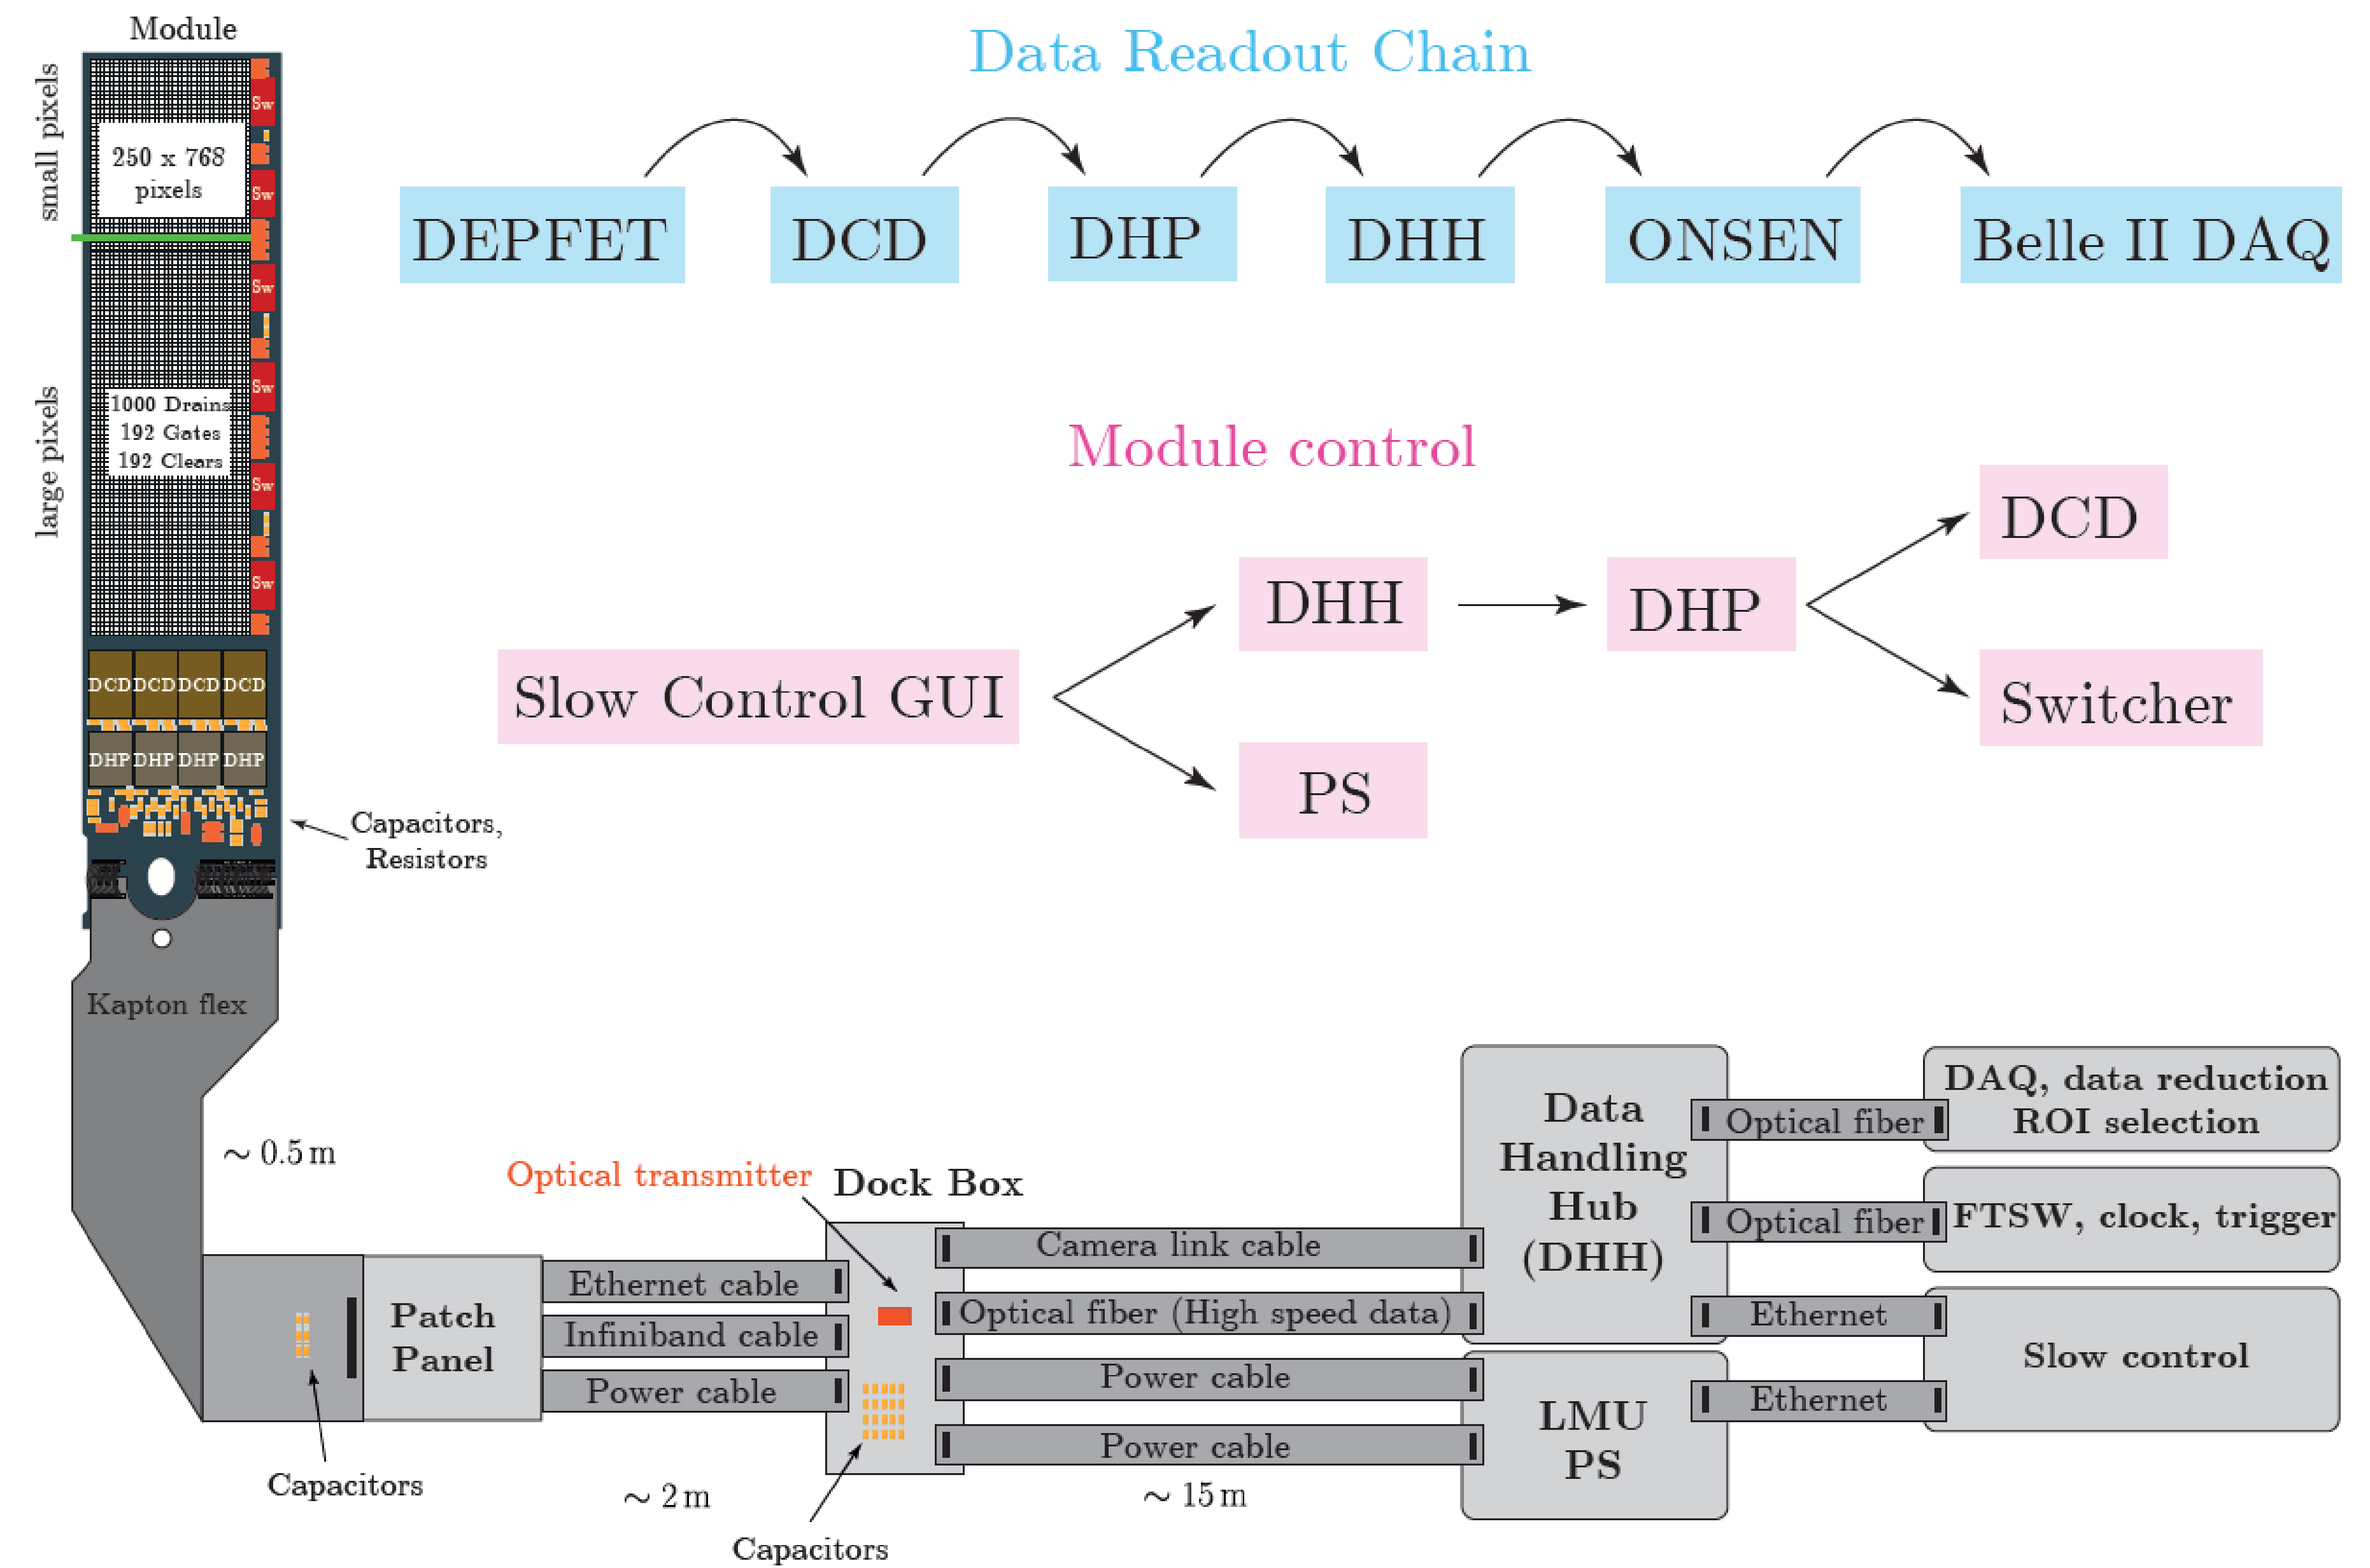 Module
small pixels
250 x 768
pixels
large pixels
1000 Drains
192 Gates
192 Clears
Sw
Sw
Sw
Sw
Sw
Sw
DCD DCD DCD DCD
DHP DHP DHP DHP
Capacitors,
Resistors
Kapton flex
Data Readout Chain
DEPFET
DCD
DHP
DHH
ONSEN
Belle II DAQ
Module control
Slow Control GUI
DHH
PS
DHP
DCD
Switcher
~ 0.5 m
Capacitors
Patch
Panel
Ethernet cable
Infiniband cable
Power cable
~ 2 m
Optical transmitter
Dock Box
Capacitors
Camera link cable
Optical fiber (High speed data)
Power cable
Power cable
~ 15 m
Data
Handling
Hub
(DHH)
LMU
PS
Optical fiber
Optical fiber
Ethernet
Ethernet
DAQ, data reduction
ROI selection
FTSW, clock, trigger
Slow control